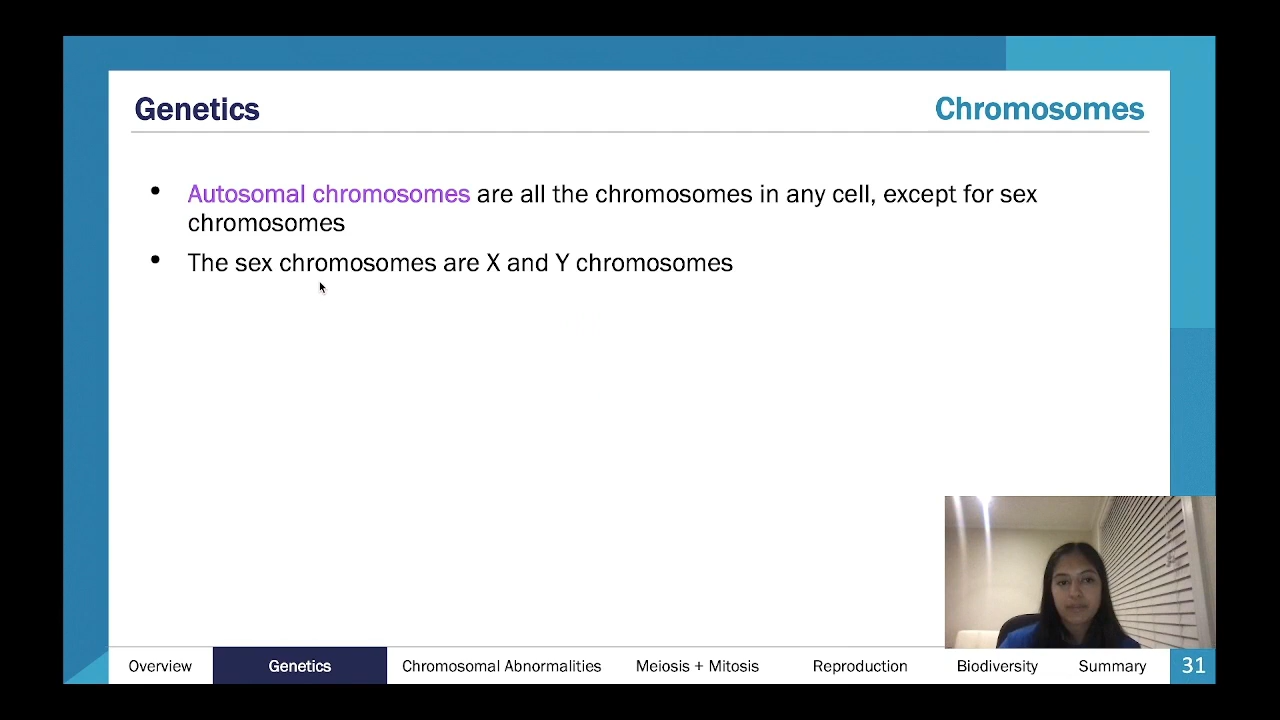 Genetics
Chromosomes
• Autosomal chromosomes are all the chromosomes in any cell, except for sex
chromosomes
• The sex chromosomes are X and Y chromosomes
Overview
Genetics
Chromosomal Abnormalities
Meiosis + Mitosis
Reproduction
Biodiversity
Summary
31